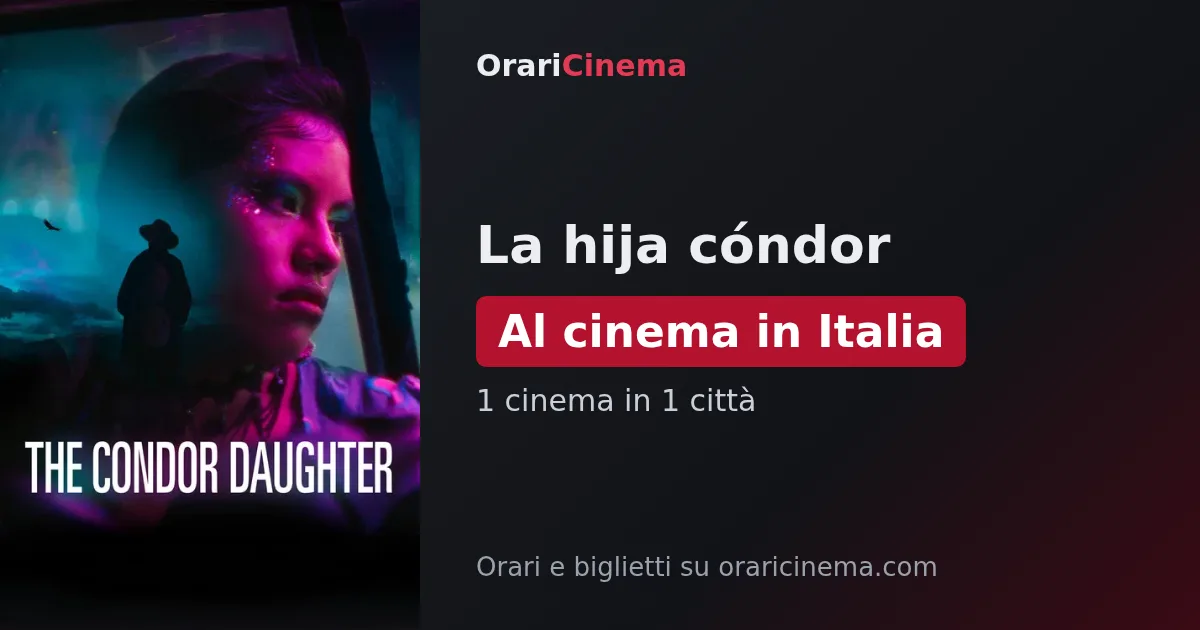 THE CONDOR DAUGHTER
OrariCinema
La hija cóndor
Al cinema in Italia
1 cinema in 1 città
Orari e biglietti su oraricinema.com